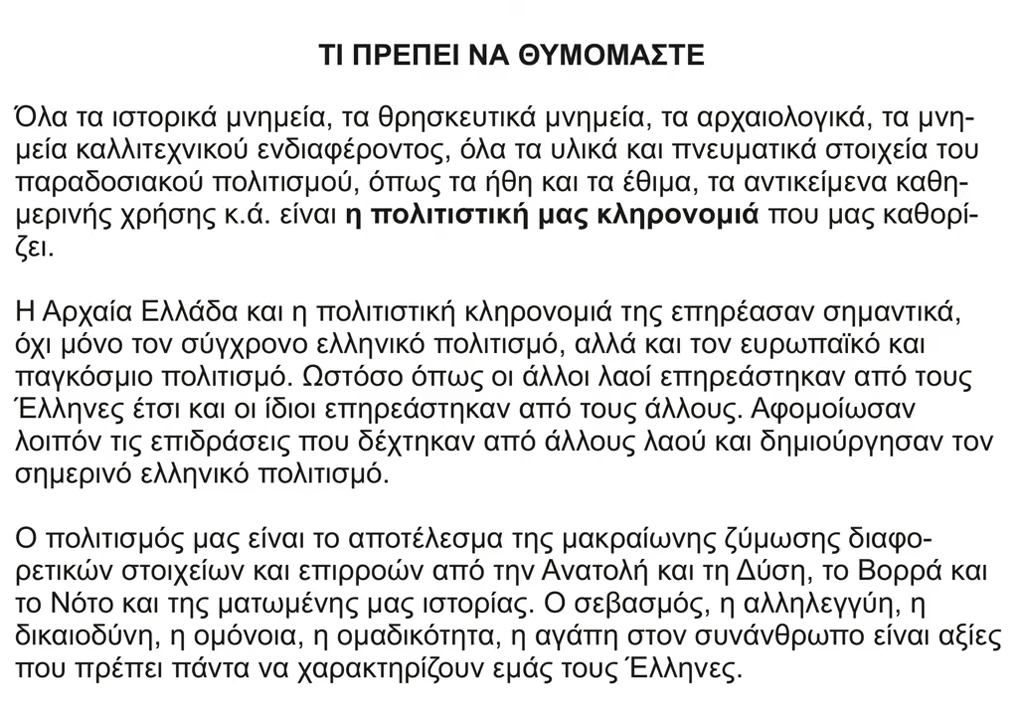 ΤΙ ΠΡΕΠΕΙ ΝΑ ΘΥΜΟΜΑΣΤΕ
Όλα τα ιστορικά μνημεία, τα θρησκευτικά μνημεία, τα αρχαιολογικά, τα μνη-
μεία καλλιτεχνικού ενδιαφέροντος, όλα τα υλικά και πνευματικά στοιχεία του
παραδοσιακού πολιτισμού, όπως τα ήθη και τα έθιμα, τα αντικείμενα καθη-
μερινής χρήσης κ.ά. είναι η πολιτιστική μας κληρονομιά που μας καθορί-
ζει.
Η Αρχαία Ελλάδα και η πολιτιστική κληρονομιά της επηρέασαν σημαντικά,
όχι μόνο τον σύγχρονο ελληνικό πολιτισμό, αλλά και τον ευρωπαϊκό και
παγκόσμιο πολιτισμό. Ωστόσο όπως οι άλλοι λαοί επηρεάστηκαν από τους
Έλληνες έτσι και οι ίδιοι επηρεάστηκαν από τους άλλους. Αφομοίωσαν
λοιπόν τις επιδράσεις που δέχτηκαν από άλλους λαού και δημιούργησαν τον
σημερινό ελληνικό πολιτισμό.
Ο πολιτισμός μας είναι το αποτέλεσμα της μακραίωνης ζύμωσης διαφο-
ρετικών στοιχείων και επιρροών από την Ανατολή και τη Δύση, το Βορρά και
το Νότο και της ματωμένης μας ιστορίας. Ο σεβασμός, η αλληλεγγύη, η
δικαιοδύνη, η ομόνοια, η ομαδικότητα, η αγάπη στον συνάνθρωπο είναι αξίες
που πρέπει πάντα να χαρακτηρίζουν εμάς τους Έλληνες.